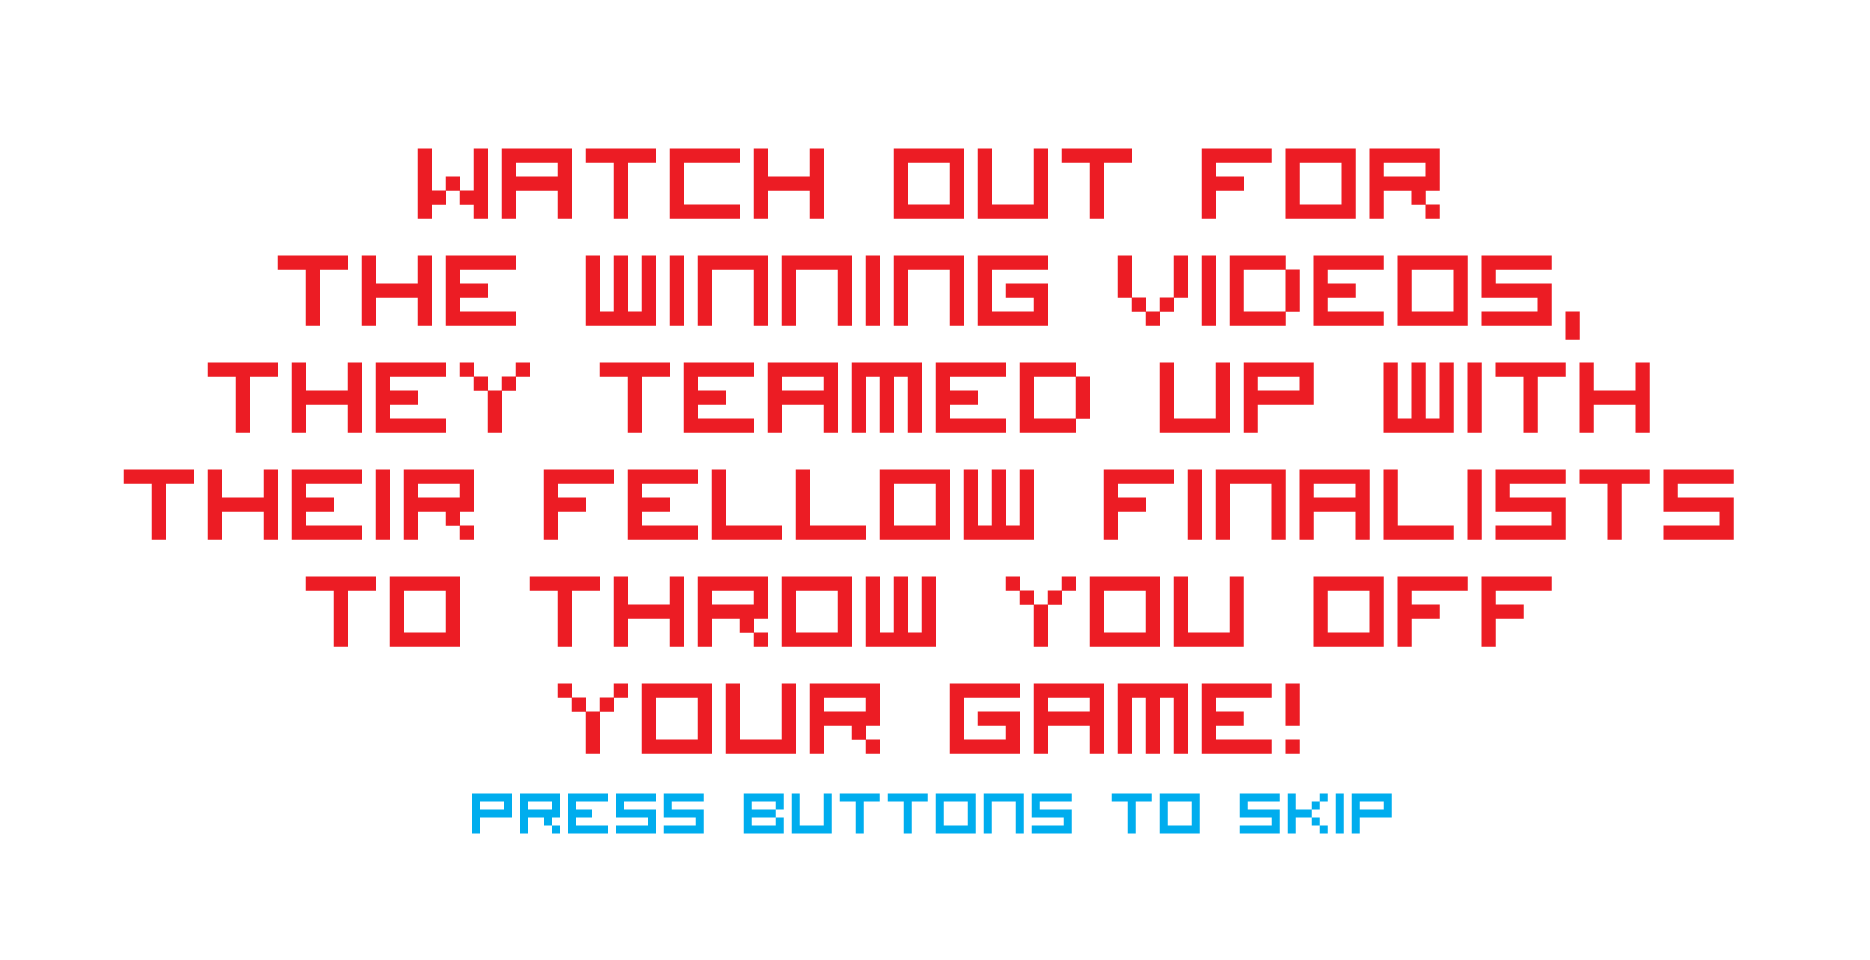 WATCH OUT FOR
THE WINNING VIDEOS,
THEY TEAMED UP WITH
THEIR FELLOW FINALISTS
TO THROW YOU OFF
YOUR GAME!
PRESS BUTTONS TO SKIP